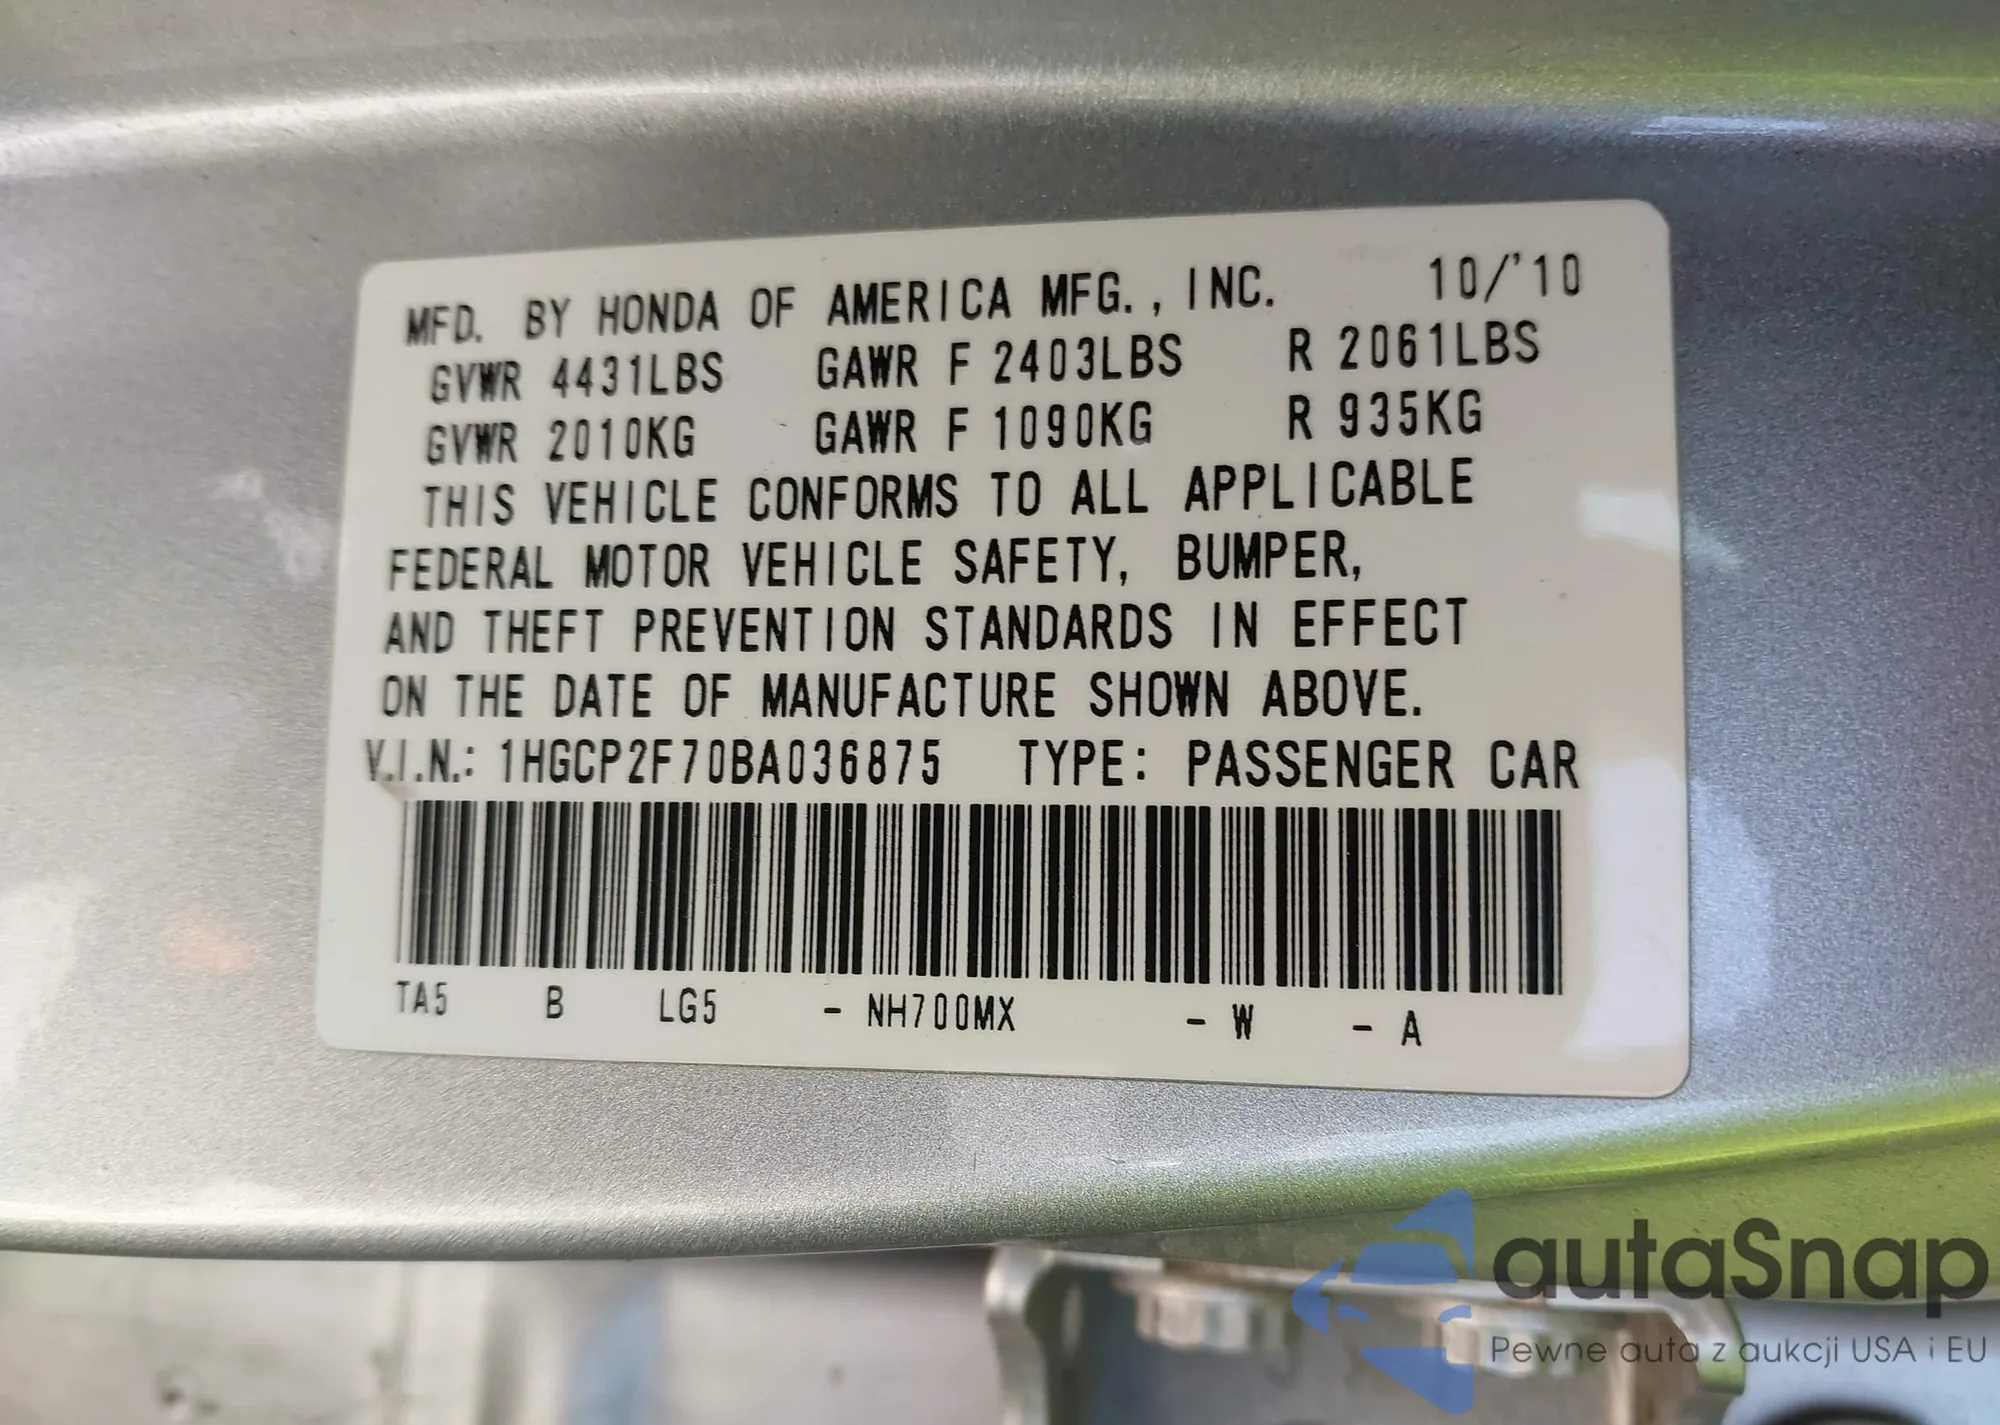 MFD. BY HONDA OF AMERICA MFG., INC. 10/'10
GVWR 4431LBS GAWR F 2403LBS R 2061LBS
GVWR 2010KG GAWR F 1090KG R 935KG
THIS VEHICLE CONFORMS TO ALL APPLICABLE
FEDERAL MOTOR VEHICLE SAFETY, BUMPER,
AND THEFT PREVENTION STANDARDS IN EFFECT
ON THE DATE OF MANUFACTURE SHOWN ABOVE.
V.I.N.: 1HGCP2F70BA036875 TYPE: PASSENGER CAR
TA5 B LG5 - NH700MX - W - A
autaSnap
Pewne auta z aukcji USA i EU